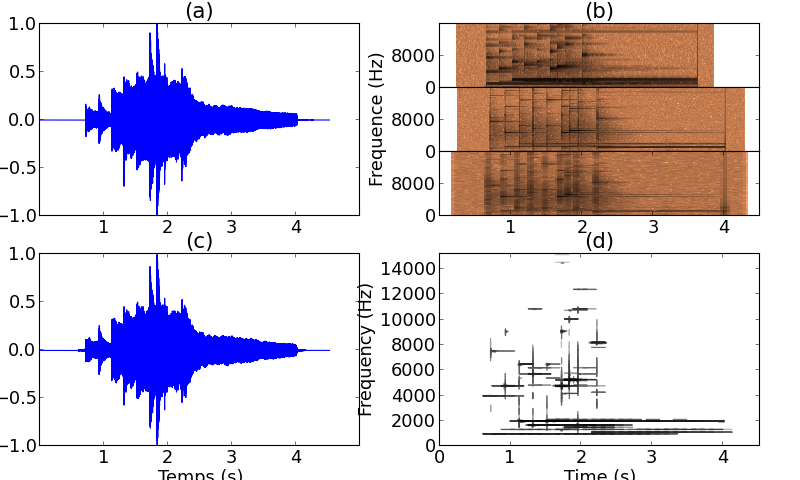 (a)
1.0
0.5
0.0
−0.5
−1.0
1 2 3 4
(b)
Frequence (Hz)
8000
0
8000
0
8000
0
1 2 3 4
(c)
1.0
0.5
0.0
−0.5
−1.0
1 2 3 4
Temps (s)
(d)
Frequency (Hz)
14000
12000
10000
8000
6000
4000
2000
0
0 1 2 3 4
Time (s)